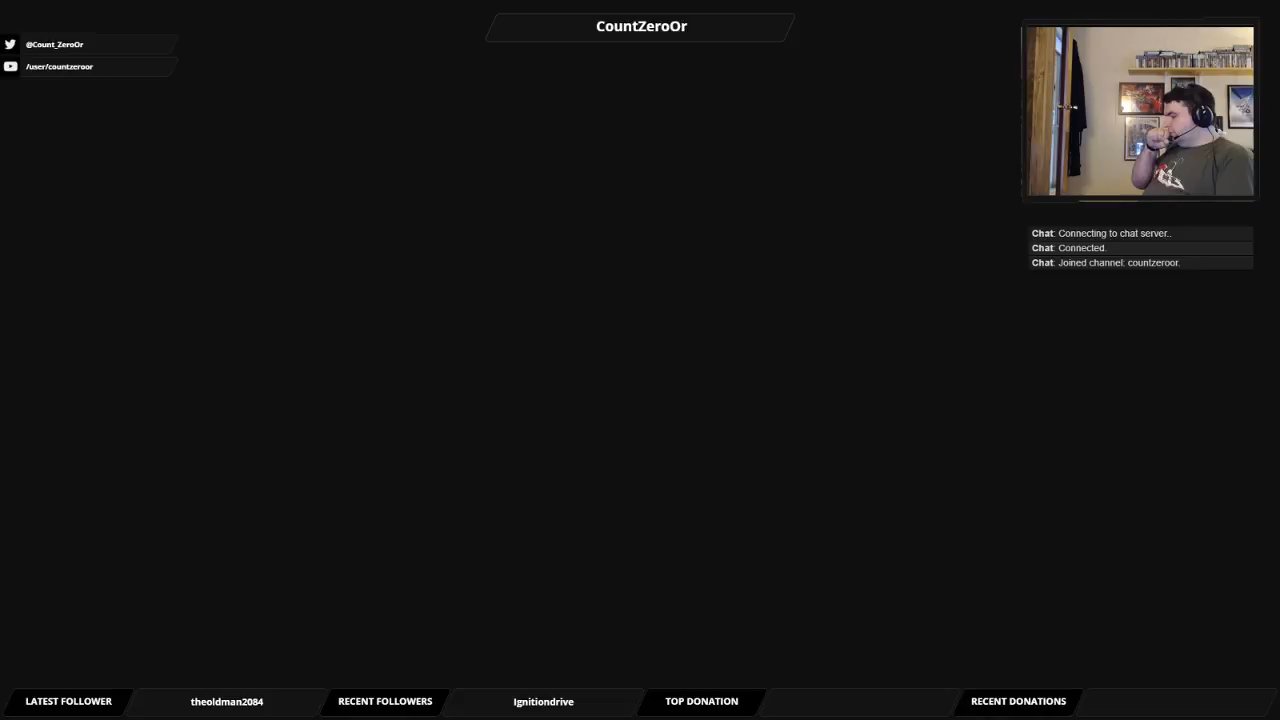 CountZeroOr
@Count_ZeroOr
/user/countzeroor
Chat: Connecting to chat server..
Chat: Connected.
Chat: Joined channel: countzeroor.
LATEST FOLLOWER
theoldman2084
RECENT FOLLOWERS
Ignitiondrive
TOP DONATION
RECENT DONATIONS